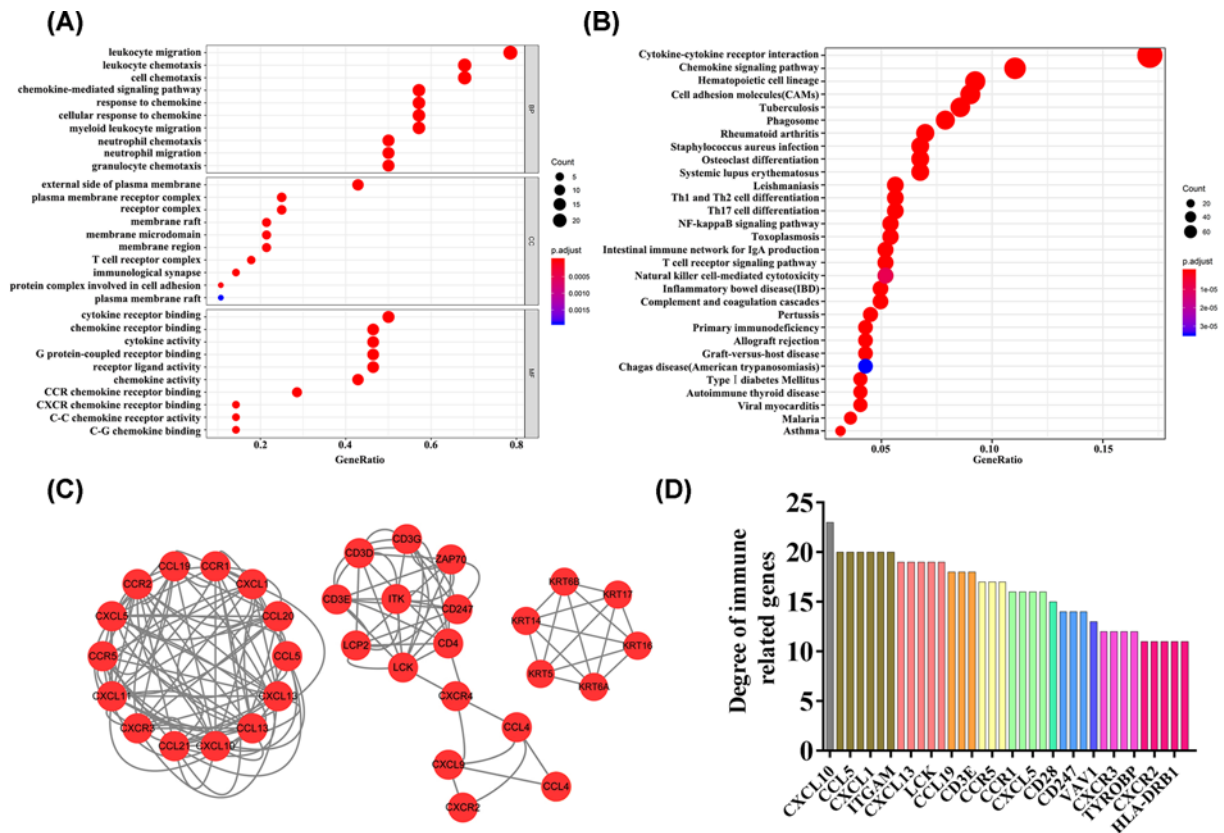 (A)
leukocyte migration
leukocyte chemotaxis
cell chemotaxis
chemokine-mediated signaling pathway
response to chemokine
cellular response to chemokine
myeloid leukocyte migration
neutrophil chemotaxis
neutrophil migration
granulocyte chemotaxis
BP
external side of plasma membrane
plasma membrane receptor complex
receptor complex
membrane raft
membrane microdomain
membrane region
T cell receptor complex
immunological synapse
protein complex involved in cell adhesion
plasma membrane raft
CC
cytokine receptor binding
chemokine receptor binding
cytokine activity
G protein-coupled receptor binding
receptor ligand activity
chemokine activity
CCR chemokine receptor binding
CXCR chemokine receptor binding
C-C chemokine receptor activity
C-G chemokine binding
MF
0.2 0.4 0.6 0.8
GeneRatio
Count
5
10
15
20
p.adjust
0.0005
0.0010
0.0015
(B)
Cytokine-cytokine receptor interaction
Chemokine signaling pathway
Hematopoietic cell lineage
Cell adhesion molecules(CAMs)
Tuberculosis
Phagosome
Rheumatoid arthritis
Staphylococcus aureus infection
Osteoclast differentiation
Systemic lupus erythematosus
Leishmaniasis
Th1 and Th2 cell differentiation
Th17 cell differentiation
NF-kappaB signaling pathway
Toxoplasmosis
Intestinal immune network for IgA production
T cell receptor signaling pathway
Natural killer cell-mediated cytotoxicity
Inflammatory bowel disease(IBD)
Complement and coagulation cascades
Pertussis
Primary immunodeficiency
Allograft rejection
Graft-versus-host disease
Chagas disease(American trypanosomiasis)
Type Ⅰ diabetes Mellitus
Autoimmune thyroid disease
Viral myocarditis
Malaria
Asthma
0.05 0.10 0.15
GeneRatio
Count
20
40
60
p.adjust
1e-05
2e-05
3e-05
(C)
CCL19
CCR1
CCR2
CXCL1
CXCL5
CCL20
CCR5
CCL5
CXCL11
CXCL13
CXCR3
CCL13
CCL21
CXCL10
CD3G
CD3D
ZAP70
CD3E
ITK
CD247
LCP2
CD4
LCK
CXCR4
CCL4
CXCL9
CCL4
CXCR2
KRT6B
KRT17
KRT14
KRT16
KRT5
KRT6A
(D)
Degree of immune
related genes
25
20
15
10
5
0
CXCL10
CCL5
CXCL1
ITGAM
CXCL13
LCK
CCL19
CD3E
CCR5
CCR1
CXCL5
CD28
CD247
VAV1
CXCR3
TYROBP
CXCR2
HLA-DRB1